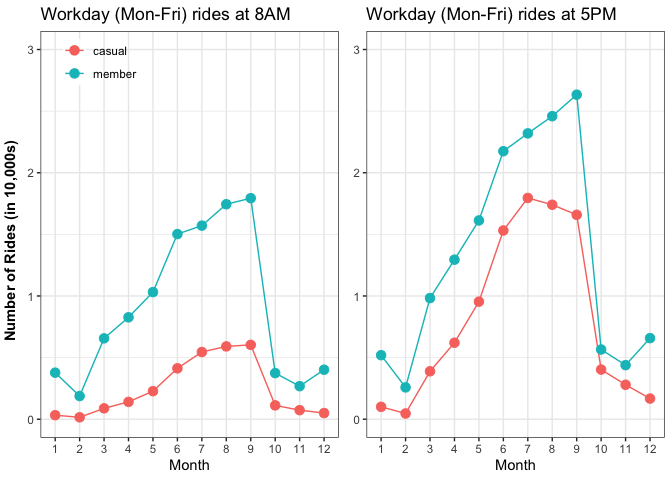 Workday (Mon-Fri) rides at 8AM
Workday (Mon-Fri) rides at 5PM
casual
member
Number of Rides (in 10,000s)
3
2
1
0
3
2
1
0
1 2 3 4 5 6 7 8 9 10 11 12
1 2 3 4 5 6 7 8 9 10 11 12
Month
Month